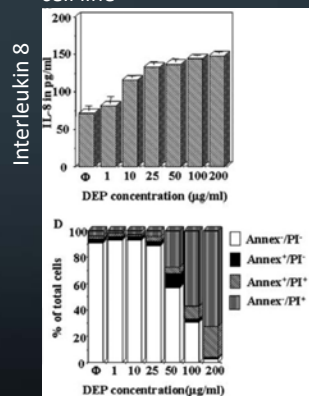 cell line
Interleukin 8
IL-8 in pg/ml
200
150
100
50
0
Φ 1 10 25 50 100 200
DEP concentration (µg/ml)
D
% of total cells
100
80
60
40
20
0
Φ 1 10 25 50 100 200
DEP concentration(µg/ml)
Annex⁻/PI⁻
Annex⁺/PI⁻
Annex⁺/PI⁺
Annex⁻/PI⁺